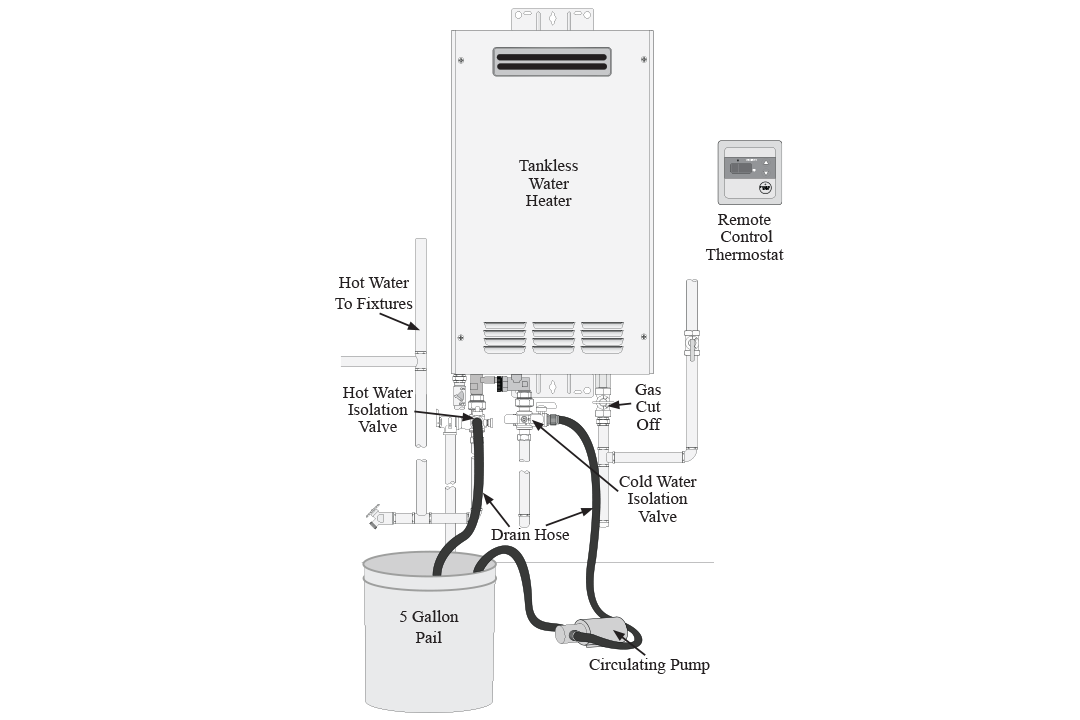 Tankless
Water
Heater
Remote
Control
Thermostat
Hot Water
To Fixtures
Hot Water
Isolation
Valve
Gas
Cut
Off
Cold Water
Isolation
Valve
Drain Hose
5 Gallon
Pail
Circulating Pump